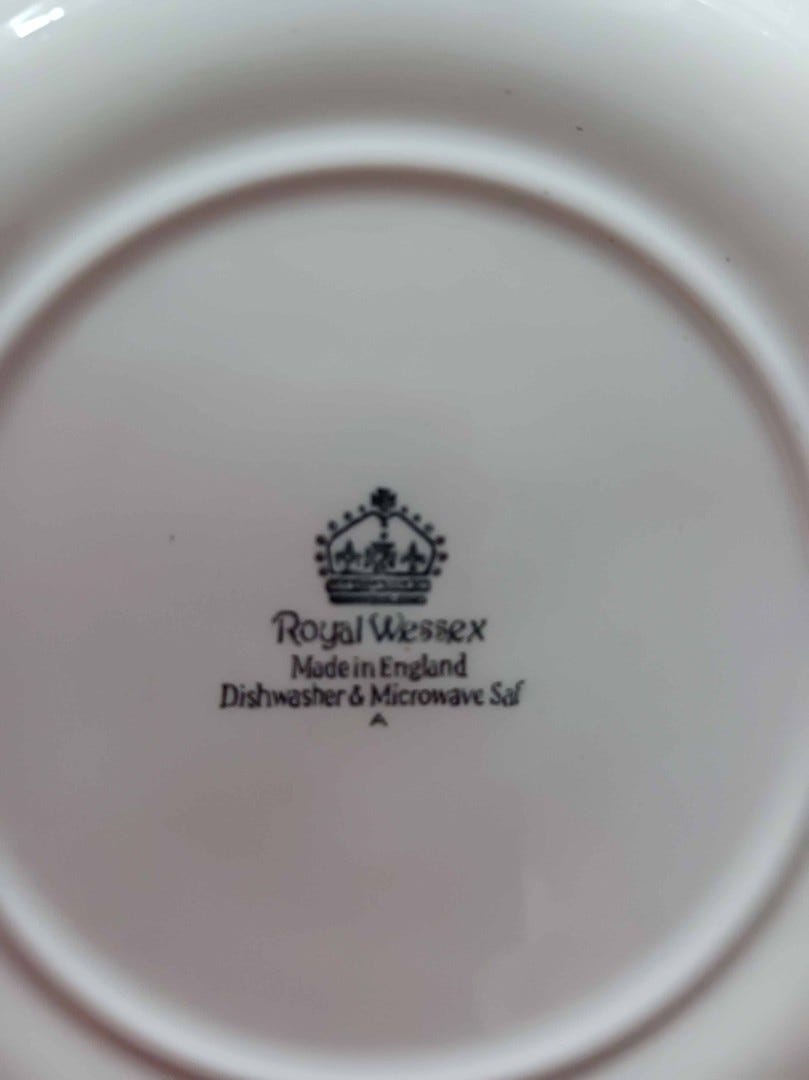 Royal Wessex
Made in England
Dishwasher & Microwave Saf
A